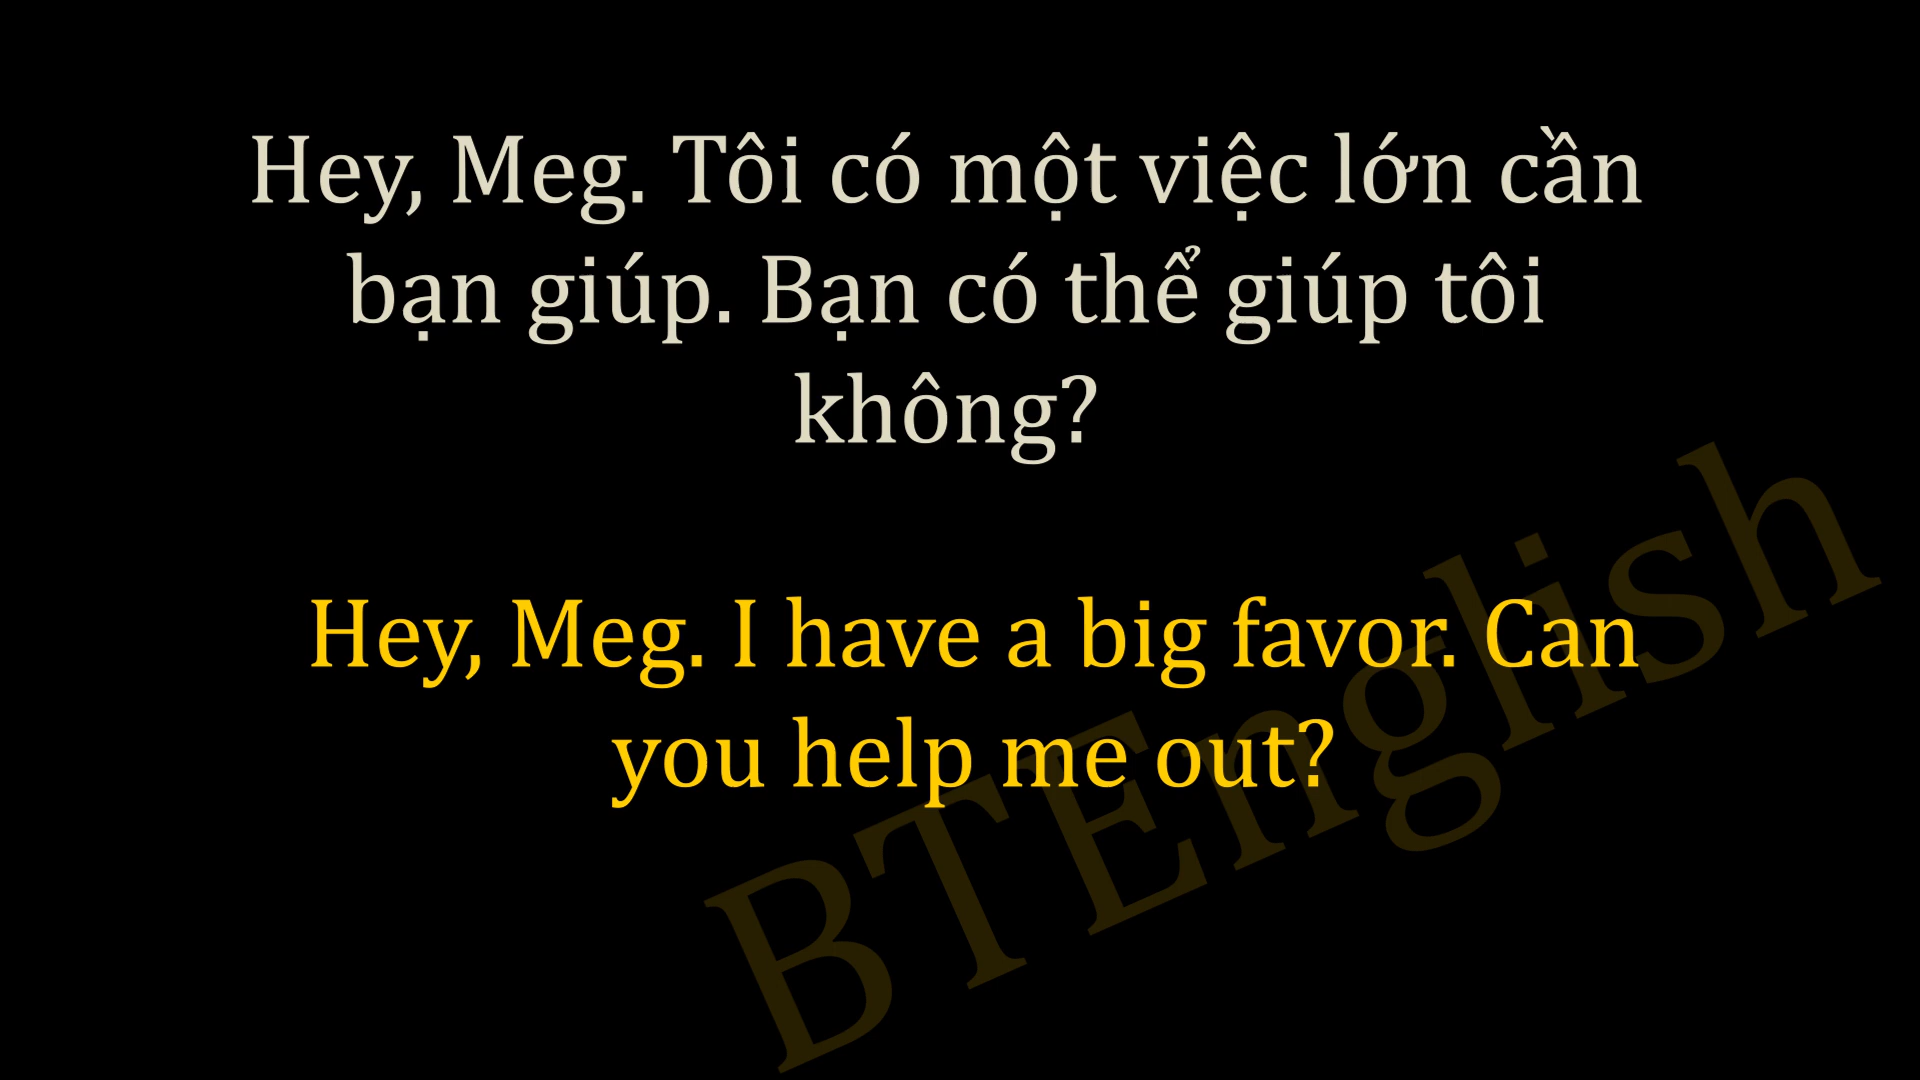 Hey, Meg. Tôi có một việc lớn cần
bạn giúp. Bạn có thể giúp tôi
không?
Hey, Meg. I have a big favor. Can
you help me out?
BTEnglish